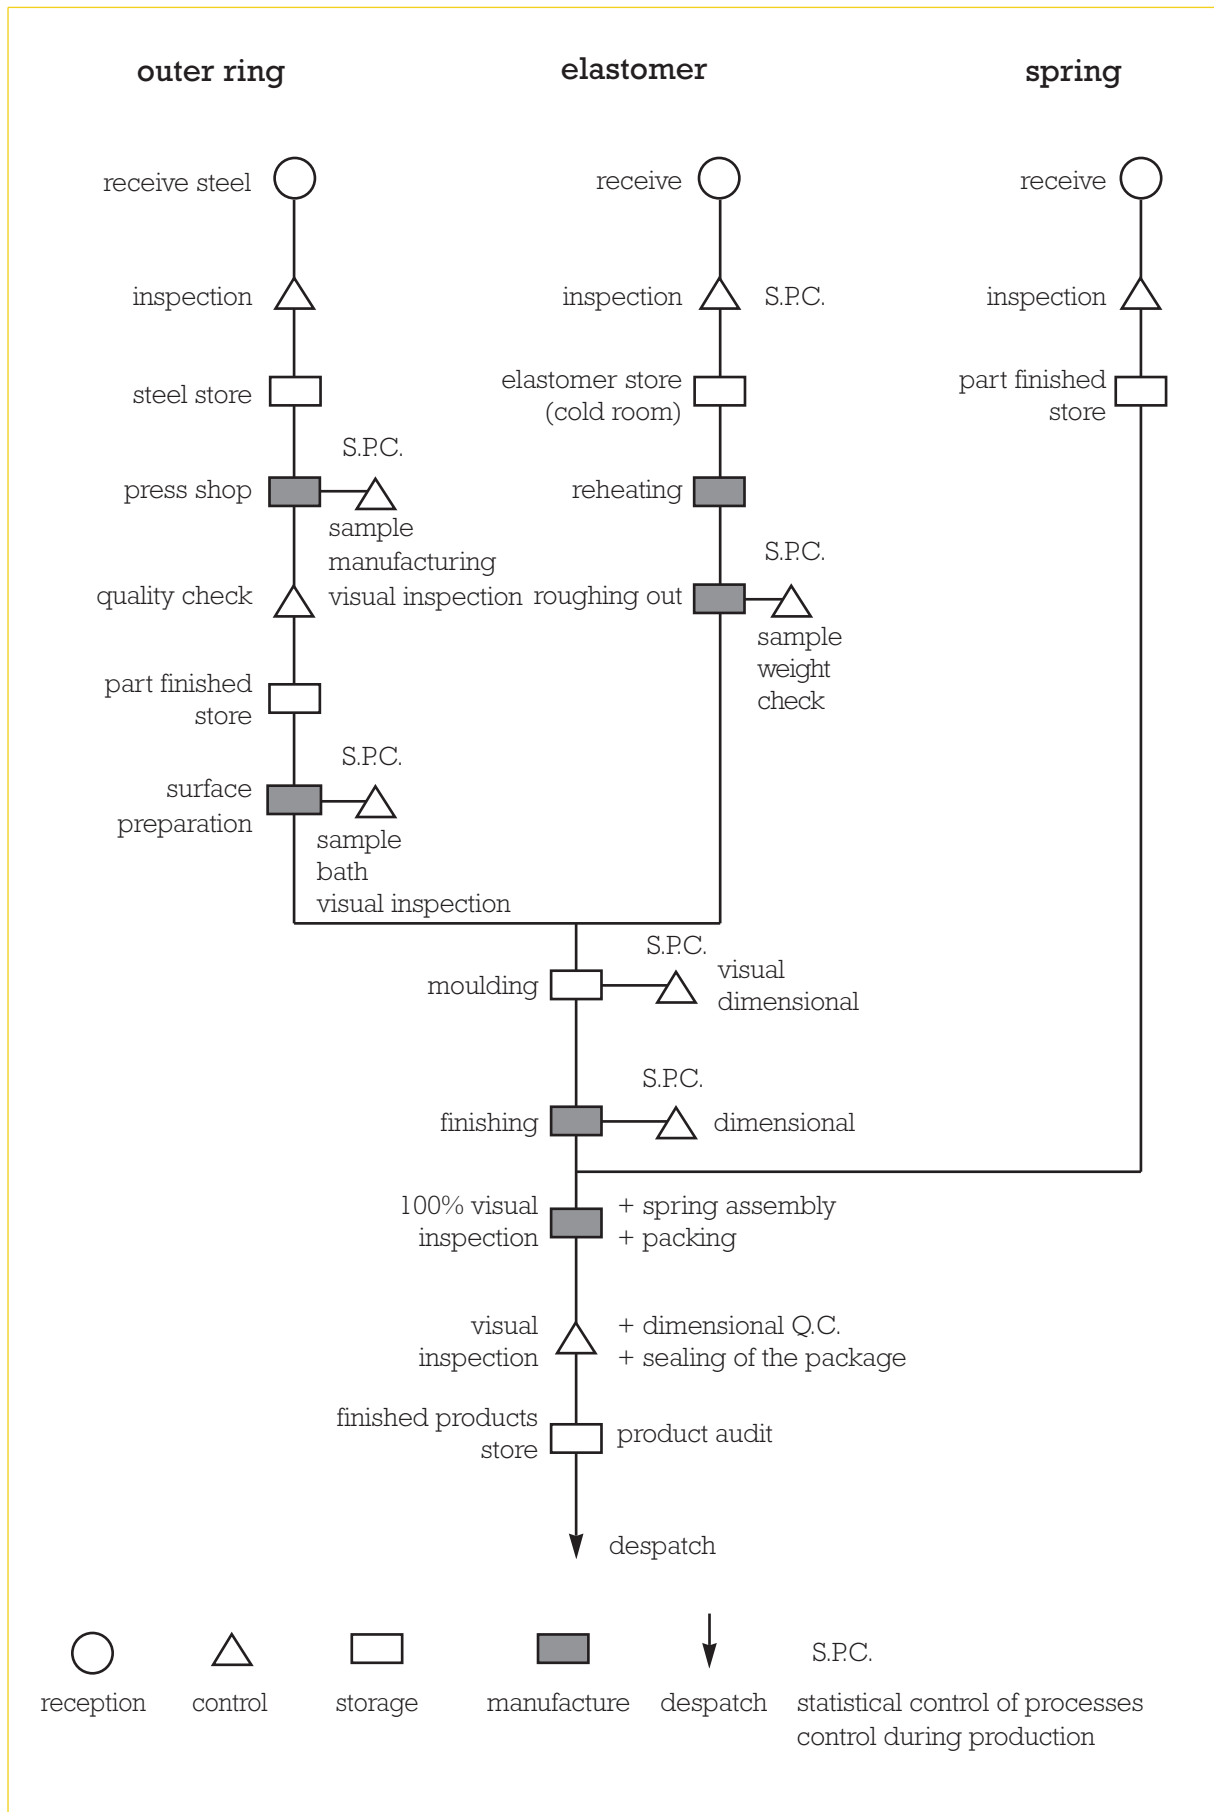 outer ring
elastomer
spring
receive steel
receive
receive
inspection
inspection
S.P.C.
inspection
steel store
elastomer store
(cold room)
part finished
store
S.P.C.
press shop
sample
manufacturing
visual inspection
reheating
S.P.C.
quality check
roughing out
sample
weight
check
part finished
store
S.P.C.
surface
preparation
sample
bath
visual inspection
S.P.C.
moulding
visual
dimensional
S.P.C.
finishing
dimensional
100% visual
inspection
+ spring assembly
+ packing
visual
inspection
+ dimensional Q.C.
+ sealing of the package
finished products
store
product audit
despatch
reception
control
storage
manufacture
despatch
S.P.C.
statistical control of processes
control during production